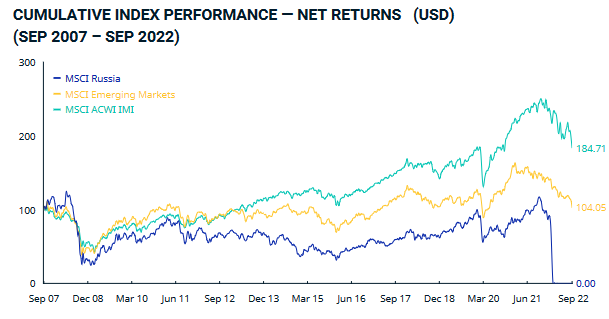 CUMULATIVE INDEX PERFORMANCE — NET RETURNS (USD)
(SEP 2007 – SEP 2022)
300
MSCI Russia
MSCI Emerging Markets
MSCI ACWI IMI
200
184.71
100
104.05
0
0.00
Sep 07 Dec 08 Mar 10 Jun 11 Sep 12 Dec 13 Mar 15 Jun 16 Sep 17 Dec 18 Mar 20 Jun 21 Sep 22